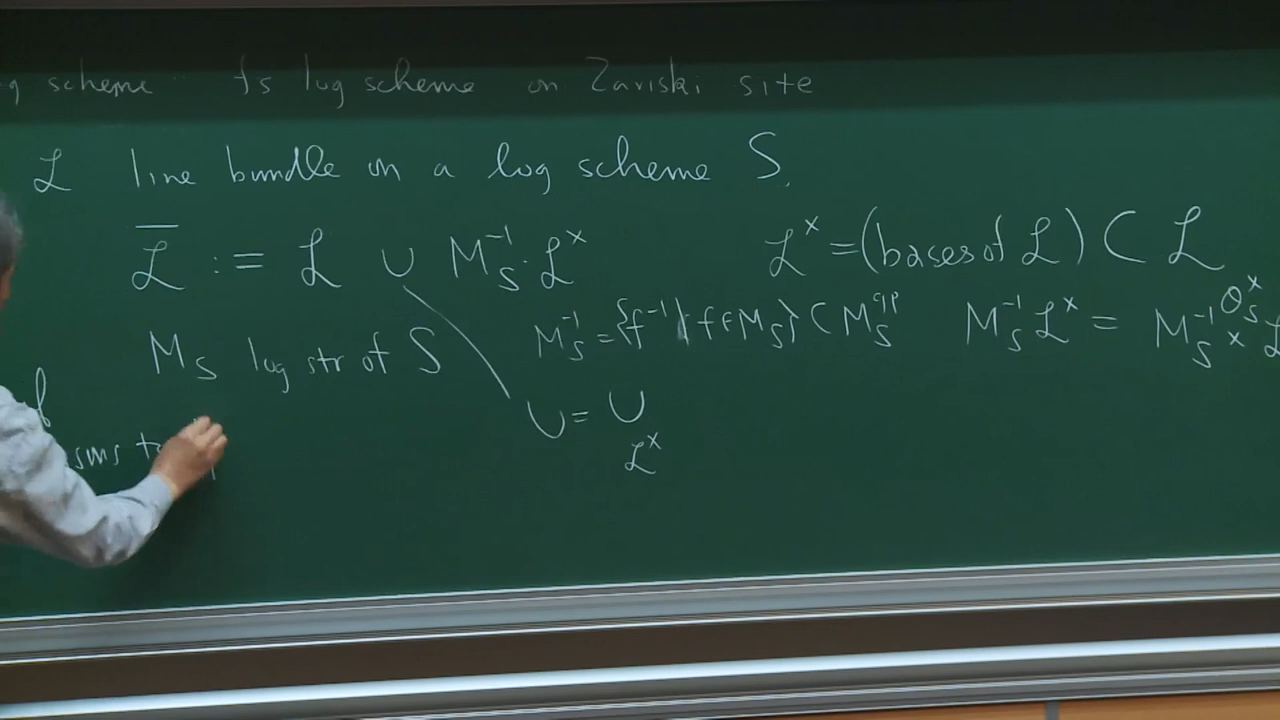 g scheme fs log scheme on Zariski site
ℒ line bundle on a log scheme S.
ℒ̅ := ℒ ∪ M_S^{-1}·ℒ^× ℒ^× = (bases of ℒ) ⊂ ℒ
M_S^{-1} = {f^{-1} | f ∈ M_S} ⊂ M_S^{gp} M_S^{-1} ℒ^× = M_S^{-1} ×^{O_S^×} ℒ
M_S log str of S
∪ = ∪_{ℒ^×}
sms